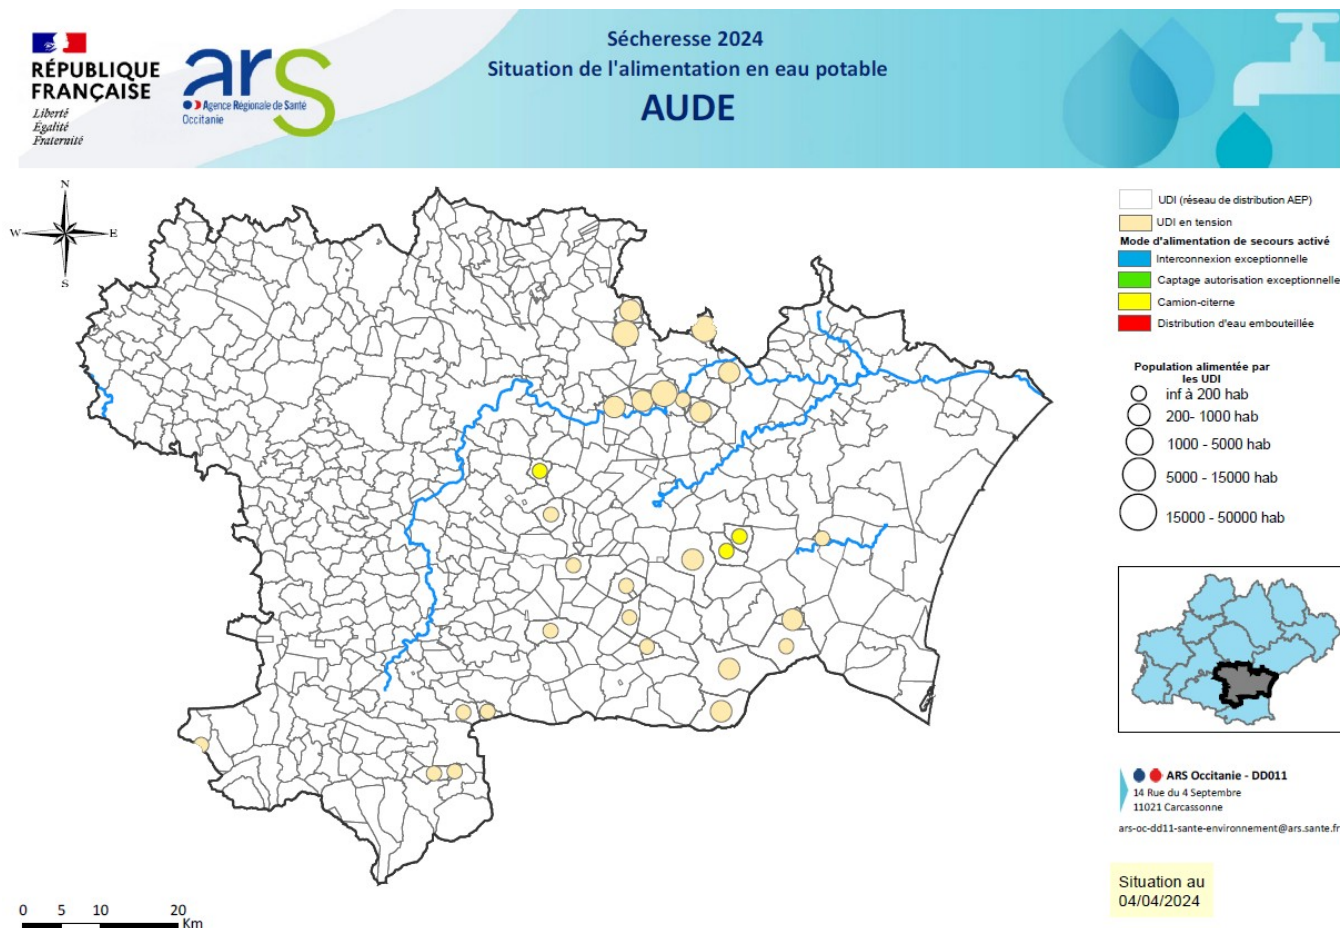 RÉPUBLIQUE
FRANÇAISE
Liberté
Égalité
Fraternité
ars
Agence Régionale de Santé
Occitanie
Sécheresse 2024
Situation de l'alimentation en eau potable
AUDE
N
W
E
S
UDI (réseau de distribution AEP)
UDI en tension
Mode d'alimentation de secours activé
Interconnexion exceptionnelle
Captage autorisation exceptionnelle
Camion-citerne
Distribution d'eau embouteillée
Population alimentée par
les UDI
inf à 200 hab
200- 1000 hab
1000 - 5000 hab
5000 - 15000 hab
15000 - 50000 hab
ARS Occitanie - DD011
14 Rue du 4 Septembre
11021 Carcassonne
ars-oc-dd11-sante-environnement@ars.sante.fr
Situation au
04/04/2024
0 5 10 20
Km